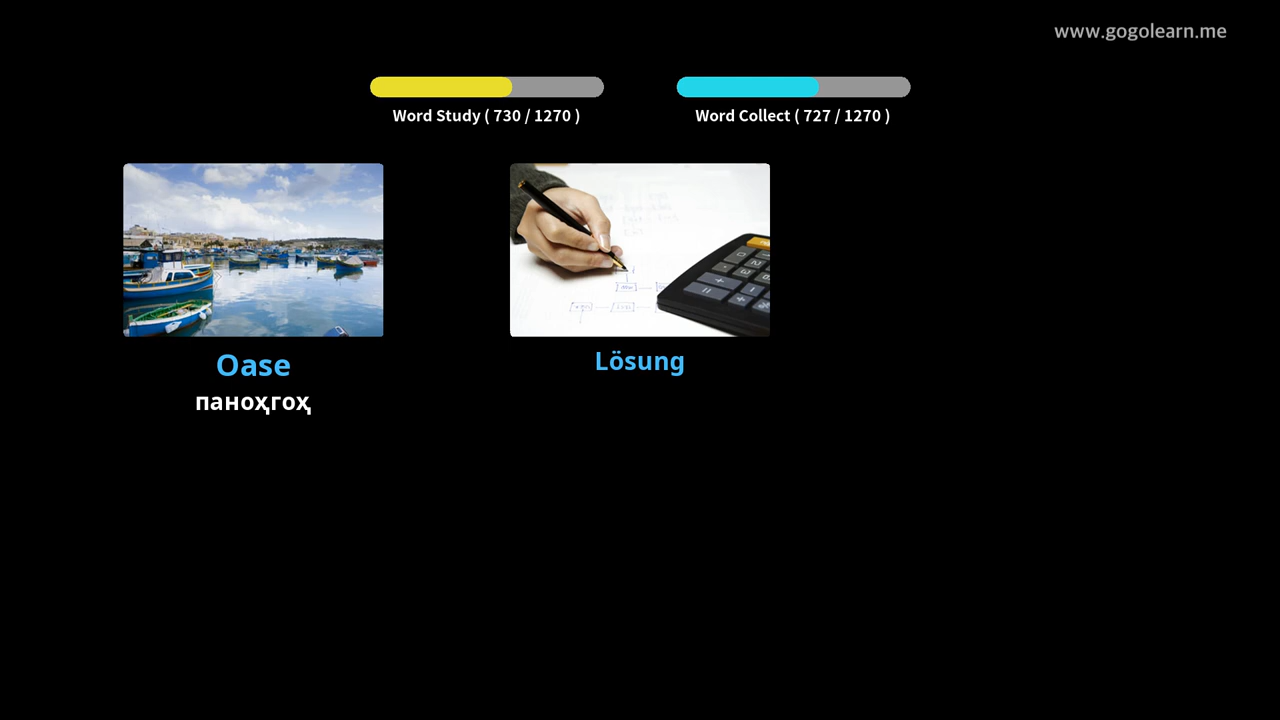 www.gogolearn.me
Word Study ( 730 / 1270 )
Word Collect ( 727 / 1270 )
Oase
паноҳгоҳ
Lösung